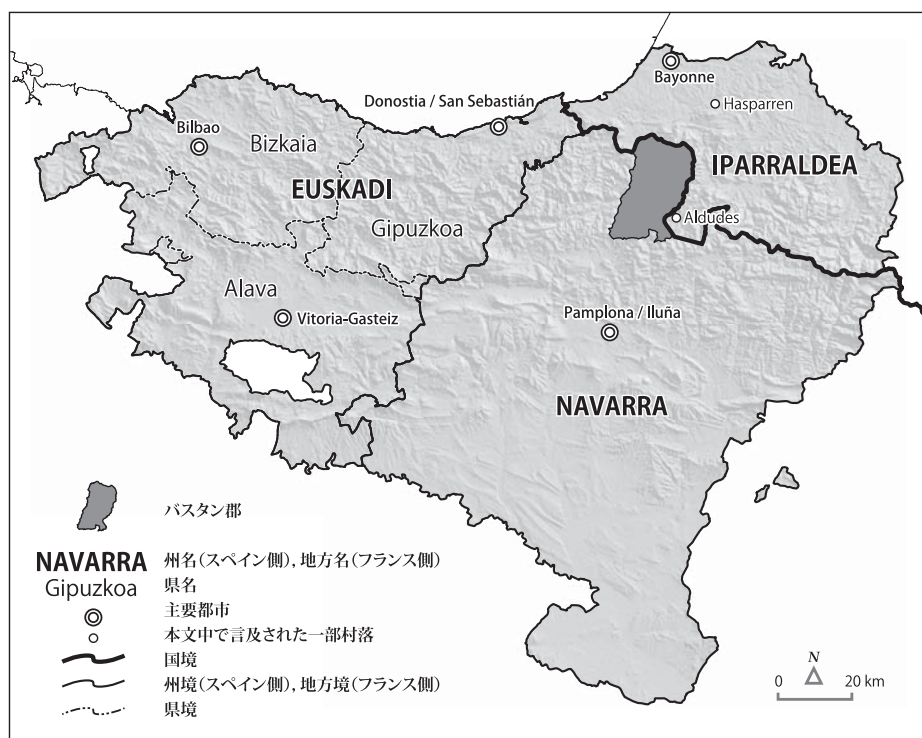 Bayonne
Hasparren
Donostia / San Sebastián
Bilbao
Bizkaia
IPARRALDEA
EUSKADI
Aldudes
Gipuzkoa
Alava
Vitoria-Gasteiz
Pamplona / Iluña
NAVARRA
バスタン郡
NAVARRA 州名(スペイン側), 地方名(フランス側)
Gipuzkoa 県名
主要都市
本文中で言及された一部村落
国境
州境(スペイン側), 地方境(フランス側)
県境
N
0 20 km